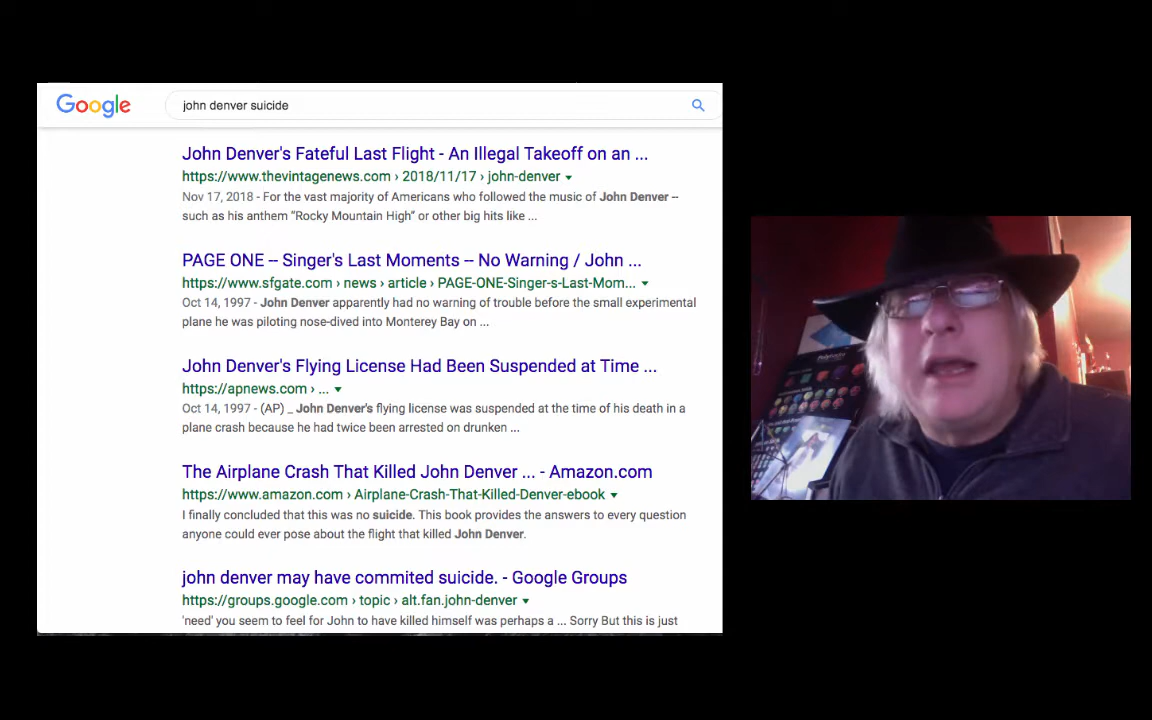 Google
john denver suicide
John Denver's Fateful Last Flight - An Illegal Takeoff on an ...
https://www.thevintagenews.com › 2018/11/17 › john-denver
Nov 17, 2018 - For the vast majority of Americans who followed the music of John Denver --
such as his anthem "Rocky Mountain High" or other big hits like ...
PAGE ONE -- Singer's Last Moments -- No Warning / John ...
https://www.sfgate.com › news › article › PAGE-ONE-Singer-s-Last-Mom...
Oct 14, 1997 - John Denver apparently had no warning of trouble before the small experimental
plane he was piloting nose-dived into Monterey Bay on ...
John Denver's Flying License Had Been Suspended at Time ...
https://apnews.com › ...
Oct 14, 1997 - (AP) _ John Denver's flying license was suspended at the time of his death in a
plane crash because he had twice been arrested on drunken ...
The Airplane Crash That Killed John Denver ... - Amazon.com
https://www.amazon.com › Airplane-Crash-That-Killed-Denver-ebook
I finally concluded that this was no suicide. This book provides the answers to every question
anyone could ever pose about the flight that killed John Denver.
john denver may have commited suicide. - Google Groups
https://groups.google.com › topic › alt.fan.john-denver
'need' you seem to feel for John to have killed himself was perhaps a ... Sorry But this is just